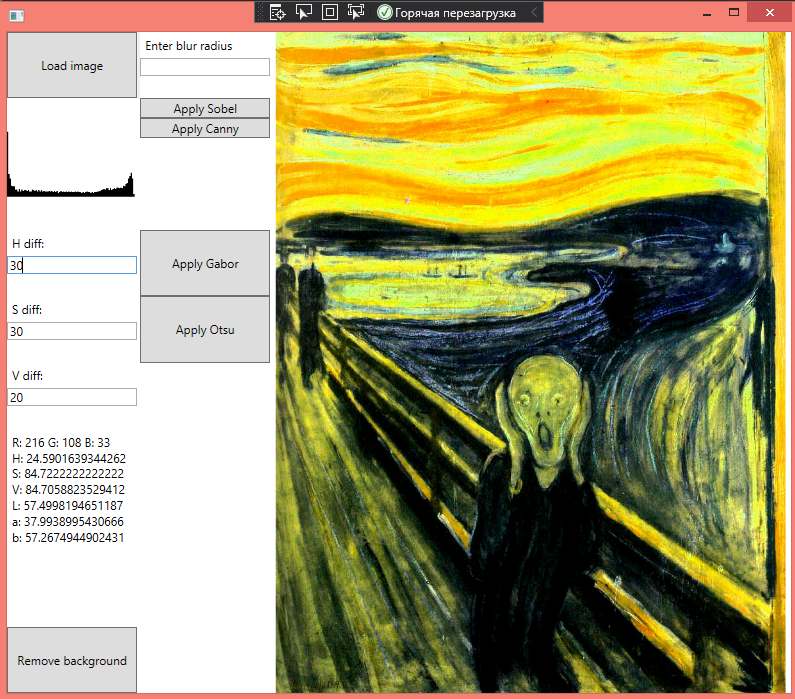 Горячая перезагрузка
Load image
Enter blur radius
Apply Sobel
Apply Canny
H diff:
30
Apply Gabor
S diff:
30
Apply Otsu
V diff:
20
R: 216 G: 108 B: 33
H: 24.5901639344262
S: 84.7222222222222
V: 84.7058823529412
L: 57.4998194651187
a: 37.9938995430666
b: 57.2674944902431
Remove background